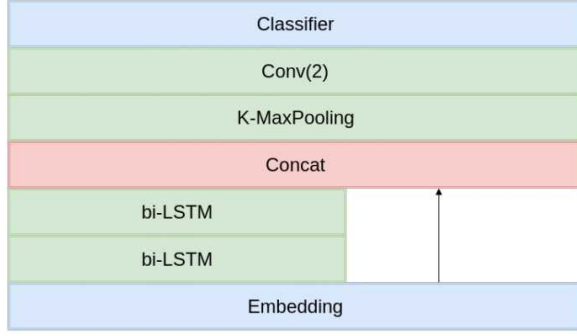 Classifier
Conv(2)
K-MaxPooling
Concat
bi-LSTM
bi-LSTM
Embedding